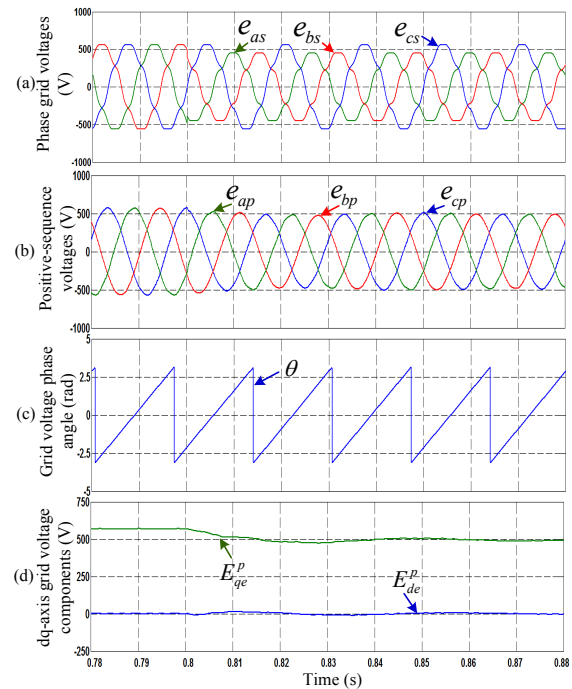 (a)
Phase grid voltages
(V)
1000
500
0
-500
-1000
e_as
e_bs
e_cs
(b)
Positive-sequence
voltages (V)
1000
500
0
-500
-1000
e_ap
e_bp
e_cp
(c)
Grid voltage phase
angle (rad)
5
2.5
0
-2.5
5
θ
(d)
dq-axis grid voltage
components (V)
750
500
250
0
-250
E^p_qe
E^p_de
0.78 0.79 0.8 0.81 0.82 0.83 0.84 0.85 0.86 0.87 0.88
Time (s)